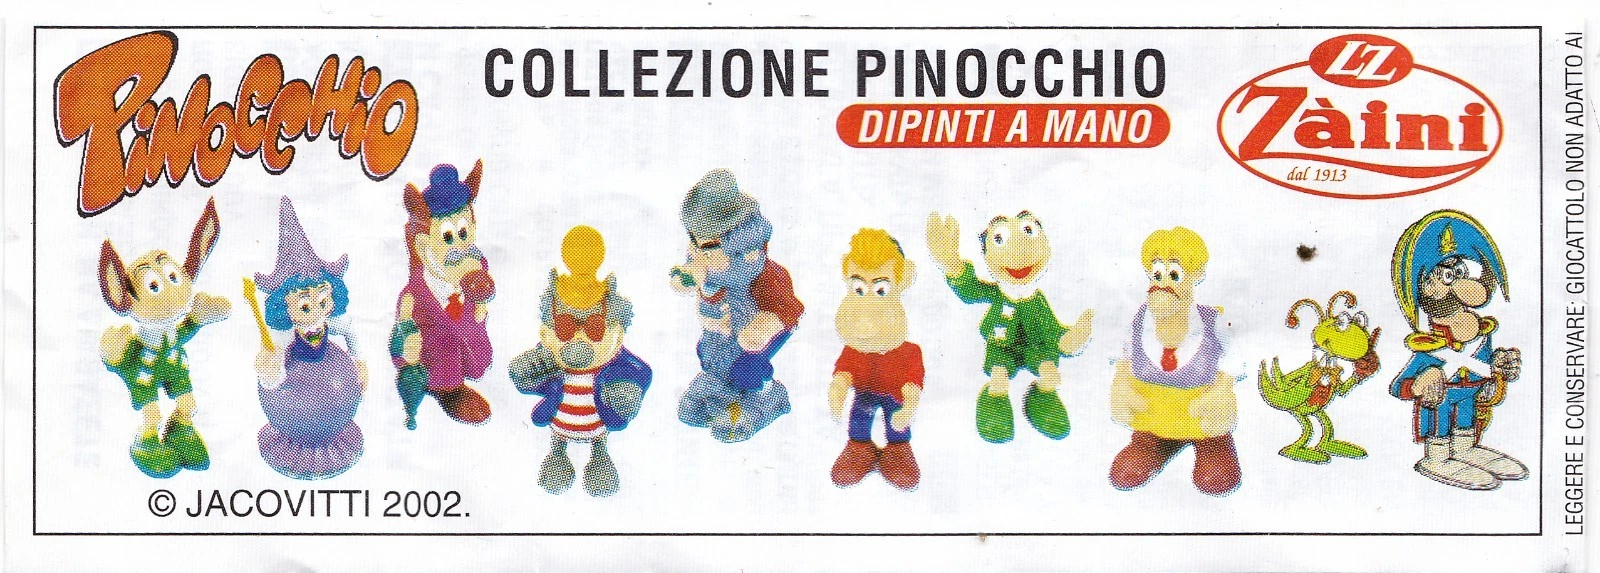 PINOCCHIO
COLLEZIONE PINOCCHIO
DIPINTI A MANO
LZ
Zàini
dal 1913
© JACOVITTI 2002.
LEGGERE E CONSERVARE: GIOCATTOLO NON ADATTO AI